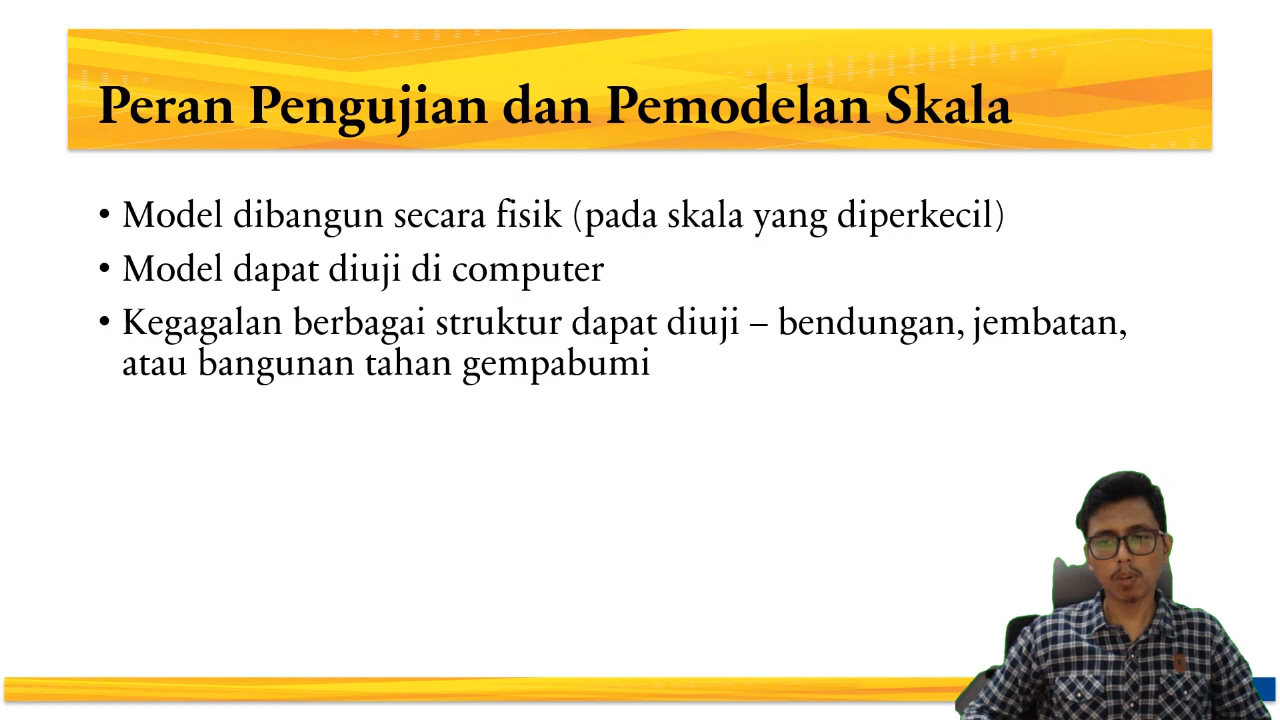 Peran Pengujian dan Pemodelan Skala
• Model dibangun secara fisik (pada skala yang diperkecil)
• Model dapat diuji di computer
• Kegagalan berbagai struktur dapat diuji – bendungan, jembatan,
atau bangunan tahan gempabumi